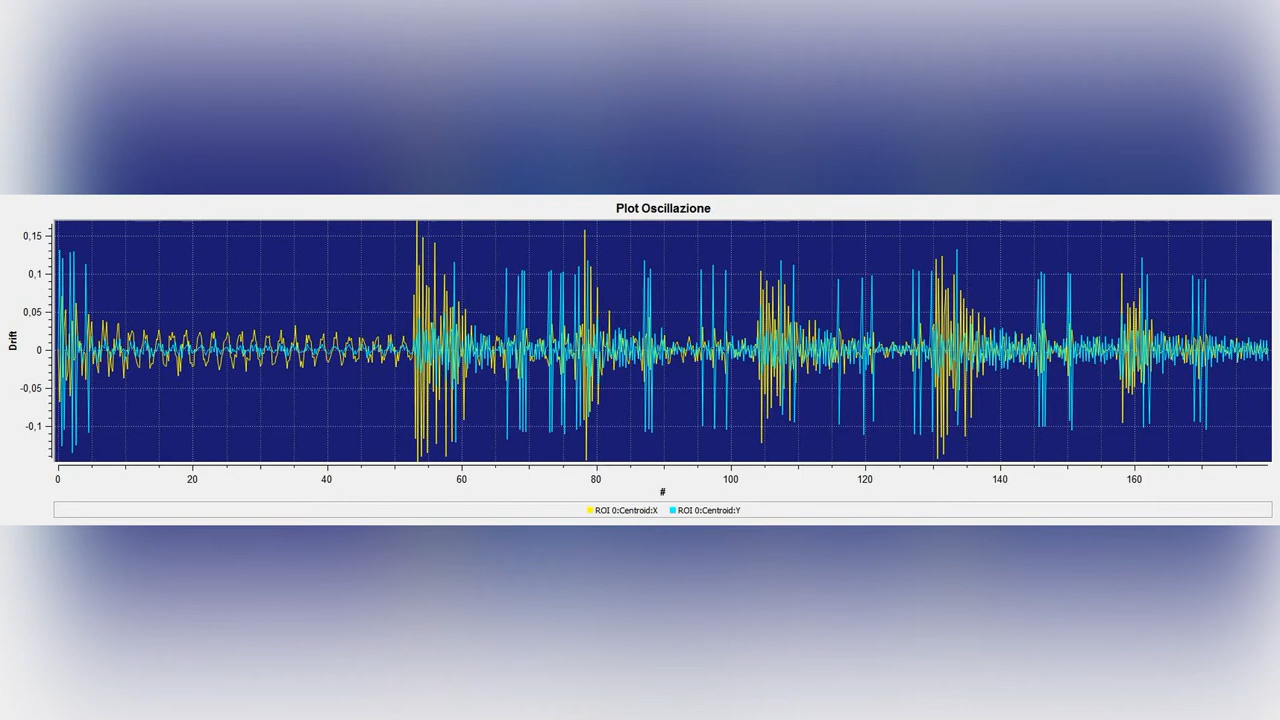 Plot Oscillazione
Drift
0,15
0,1
0,05
0
-0,05
-0,1
0 20 40 60 80 100 120 140 160
#
ROI 0:Centroid:X ROI 0:Centroid:Y